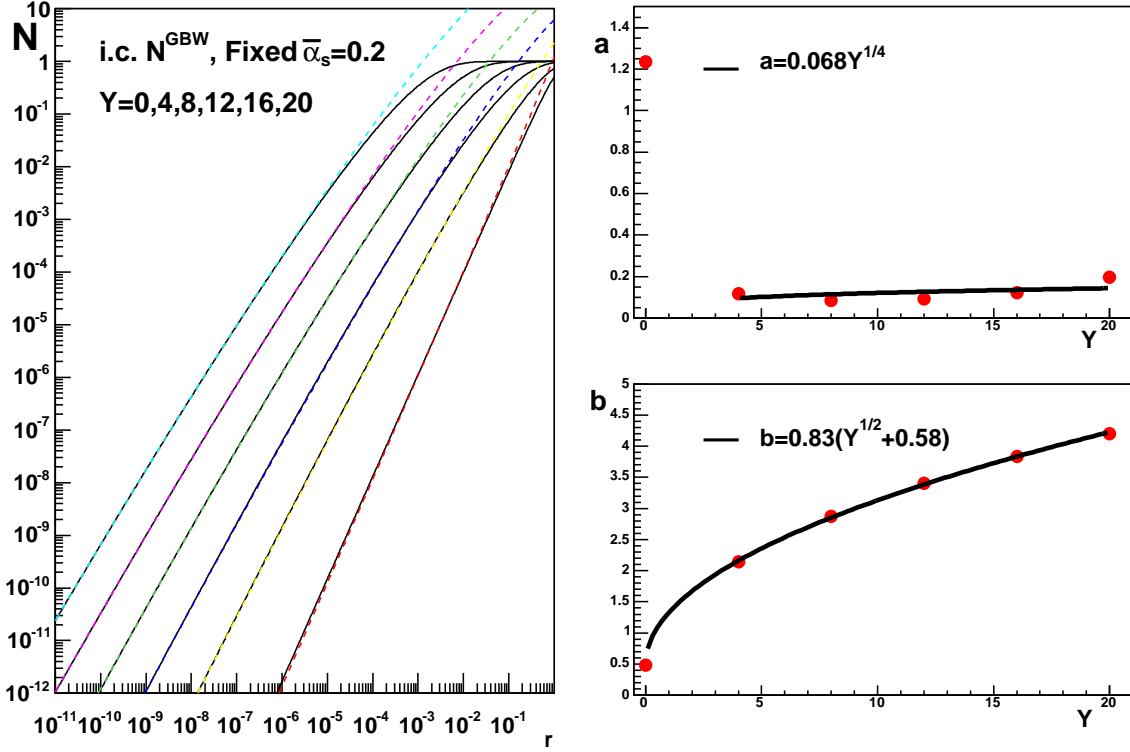 N
i.c. N^GBW, Fixed ᾱ_s=0.2
Y=0,4,8,12,16,20
10
1
10^-1
10^-2
10^-3
10^-4
10^-5
10^-6
10^-7
10^-8
10^-9
10^-10
10^-11
10^-12
10^-11 10^-10 10^-9 10^-8 10^-7 10^-6 10^-5 10^-4 10^-3 10^-2 10^-1
r
a
a=0.068Y^1/4
1.4
1.2
1
0.8
0.6
0.4
0.2
0
0 5 10 15 20
Y
b
b=0.83(Y^1/2+0.58)
5
4.5
4
3.5
3
2.5
2
1.5
1
0.5
0
0 5 10 15 20
Y